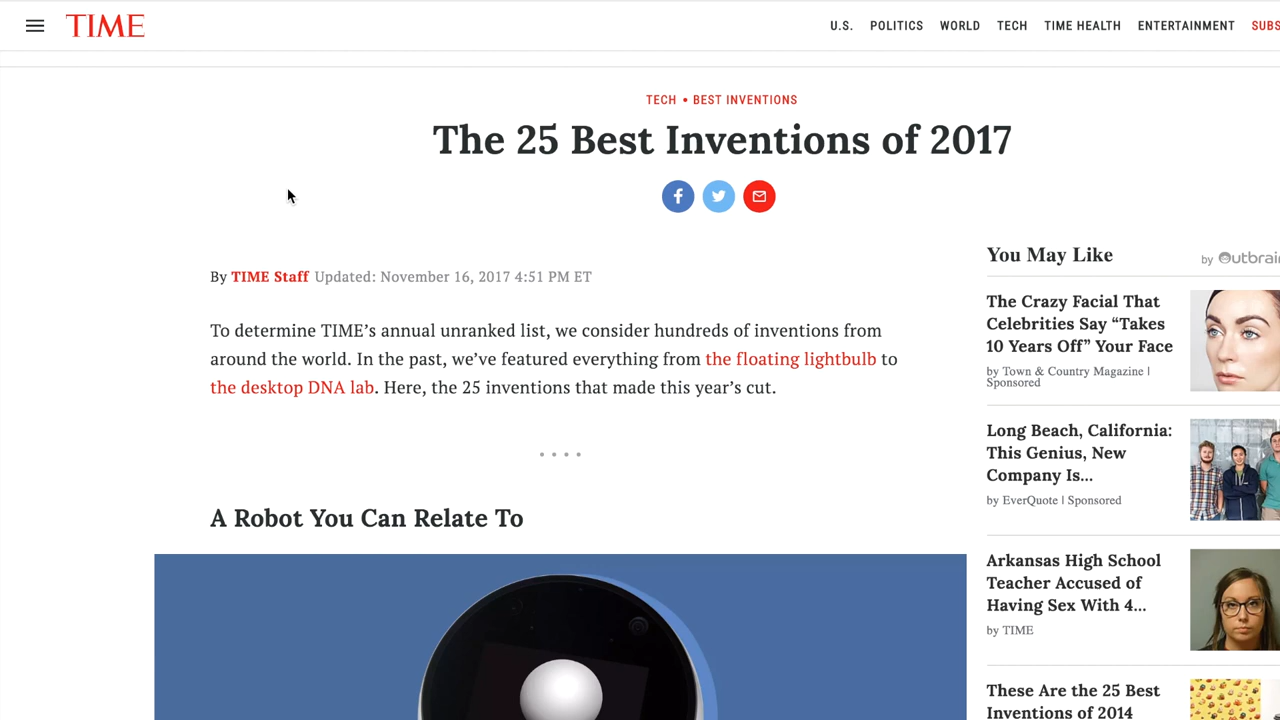 TIME
U.S. POLITICS WORLD TECH TIME HEALTH ENTERTAINMENT SUBS
TECH • BEST INVENTIONS
The 25 Best Inventions of 2017
By TIME Staff Updated: November 16, 2017 4:51 PM ET
To determine TIME’s annual unranked list, we consider hundreds of inventions from
around the world. In the past, we’ve featured everything from the floating lightbulb to
the desktop DNA lab. Here, the 25 inventions that made this year’s cut.
A Robot You Can Relate To
You May Like
by Outbrain
The Crazy Facial That
Celebrities Say “Takes
10 Years Off” Your Face
by Town & Country Magazine |
Sponsored
Long Beach, California:
This Genius, New
Company Is...
by EverQuote | Sponsored
Arkansas High School
Teacher Accused of
Having Sex With 4...
by TIME
These Are the 25 Best
Inventions of 2014